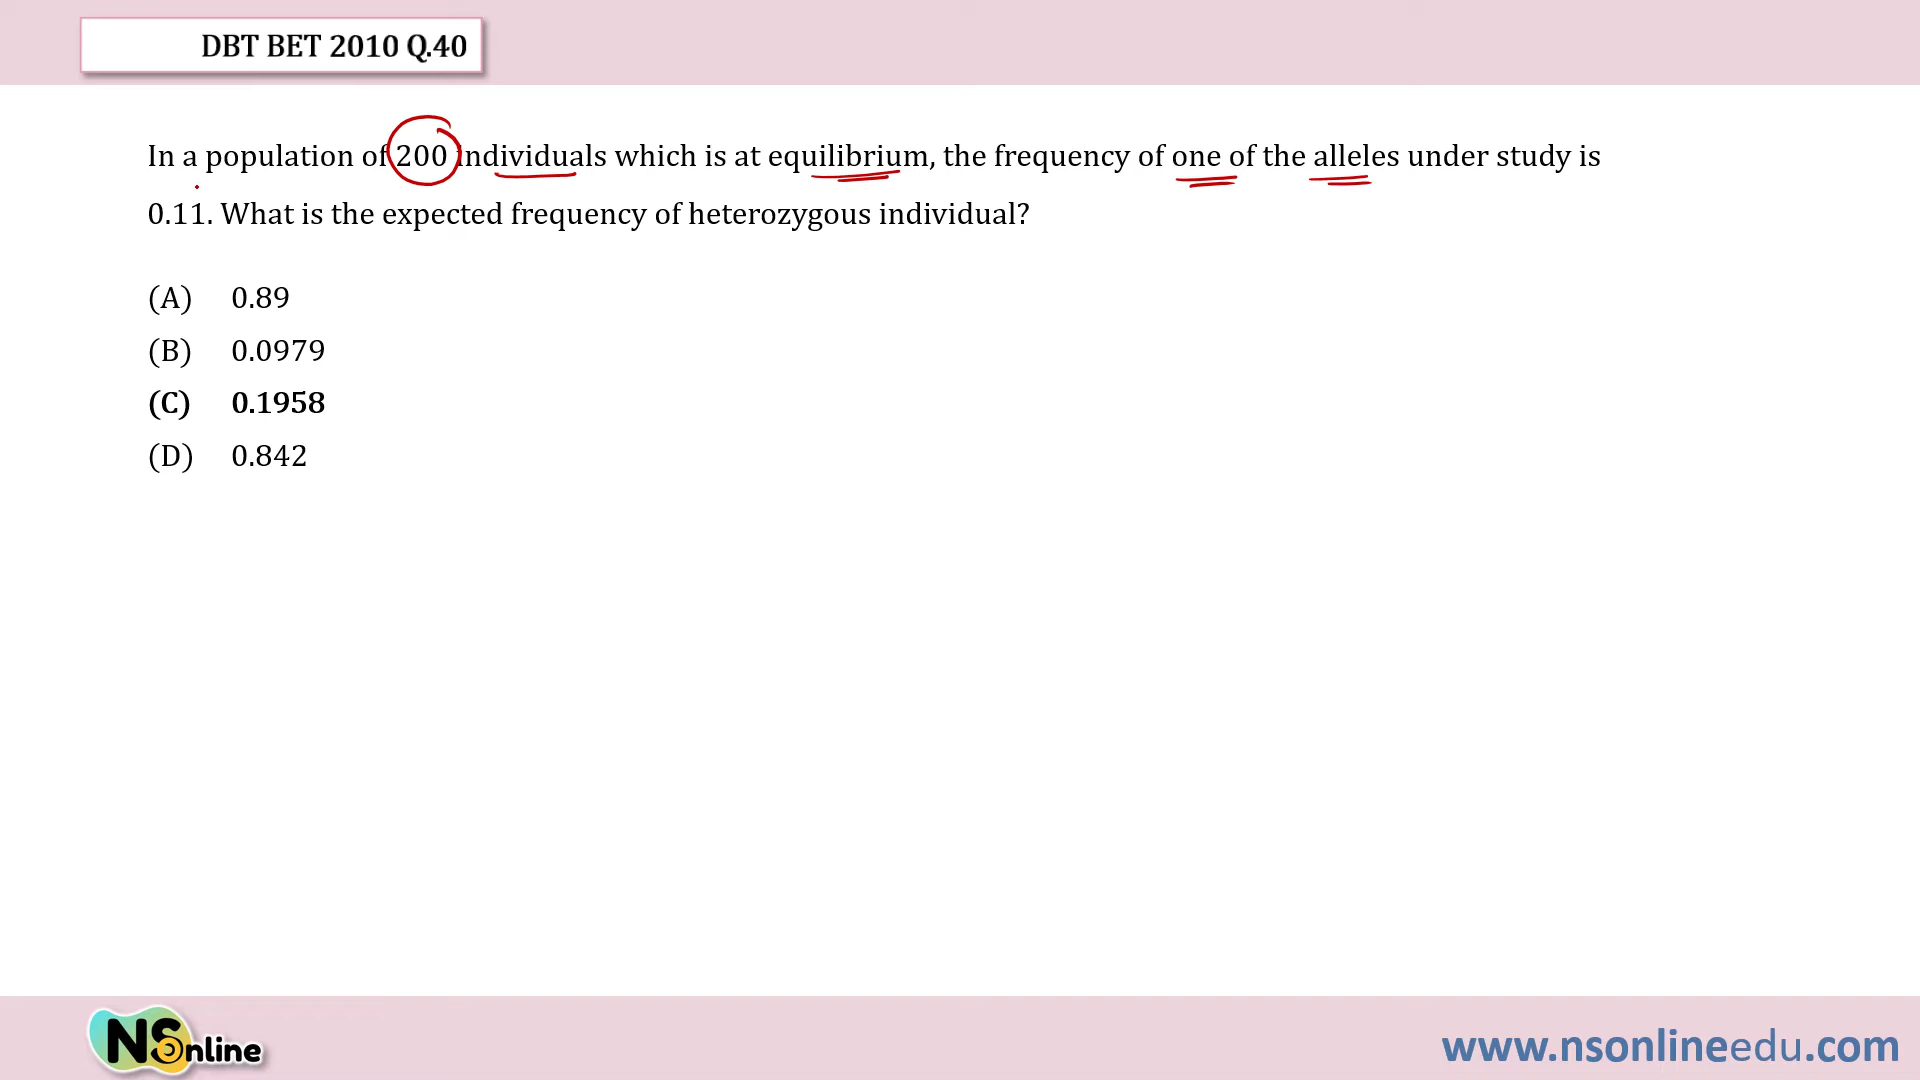 DBT BET 2010 Q.40
In a population of 200 individuals which is at equilibrium, the frequency of one of the alleles under study is
0.11. What is the expected frequency of heterozygous individual?
(A) 0.89
(B) 0.0979
(C) 0.1958
(D) 0.842
NSOnline
www.nsonlineedu.com